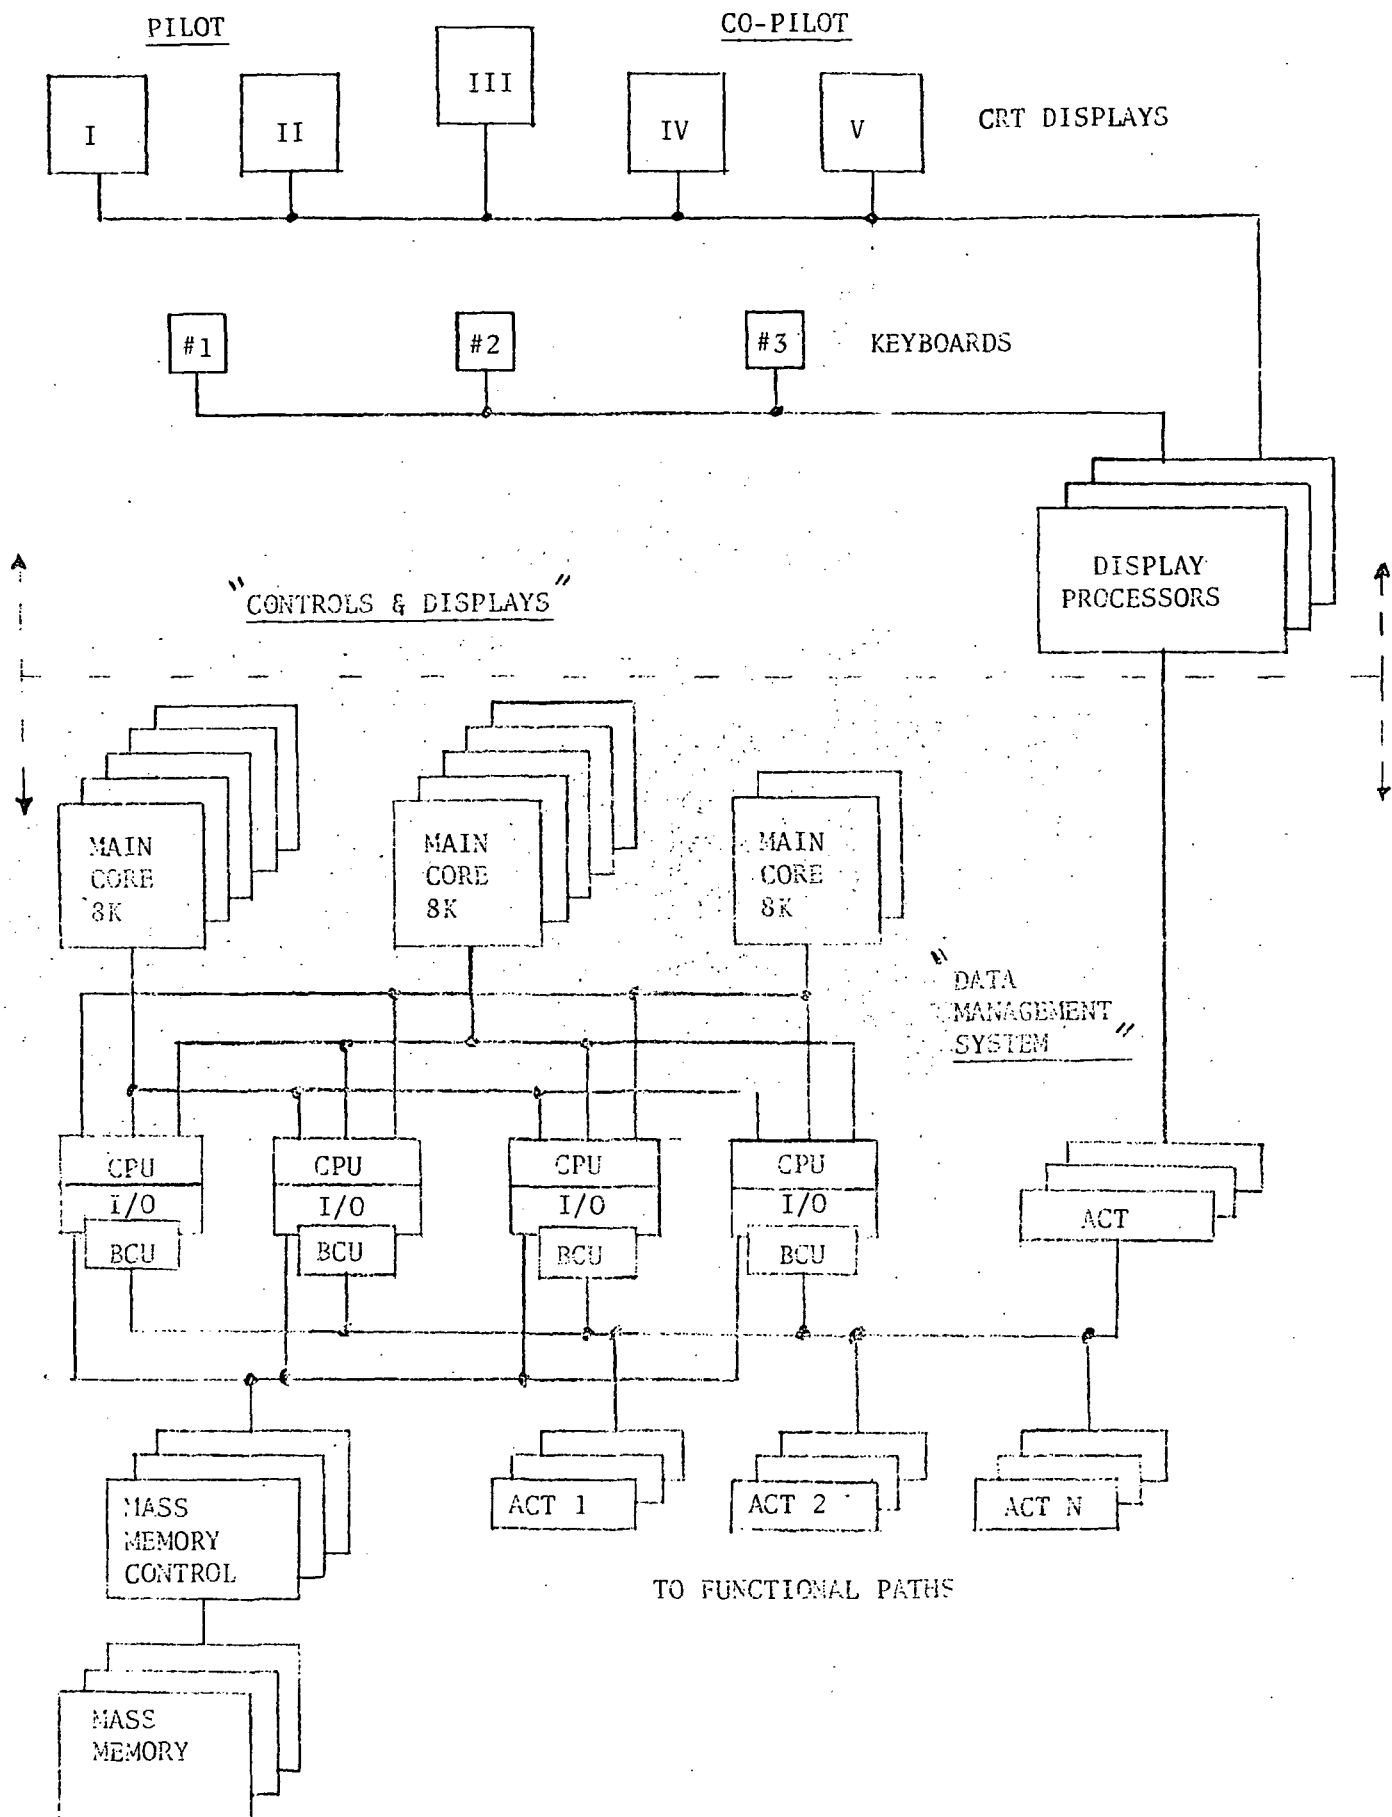 PILOT
CO-PILOT
I
II
III
IV
V
CRT DISPLAYS
#1
#2
#3
KEYBOARDS
DISPLAY
PROCESSORS
"CONTROLS & DISPLAYS"
MAIN
CORE
8K
MAIN
CORE
8K
MAIN
CORE
8K
"DATA
MANAGEMENT
SYSTEM"
CPU
I/O
BCU
CPU
I/O
BCU
CPU
I/O
BCU
CPU
I/O
BCU
ACT
MASS
MEMORY
CONTROL
ACT 1
ACT 2
ACT N
TO FUNCTIONAL PATHS
MASS
MEMORY